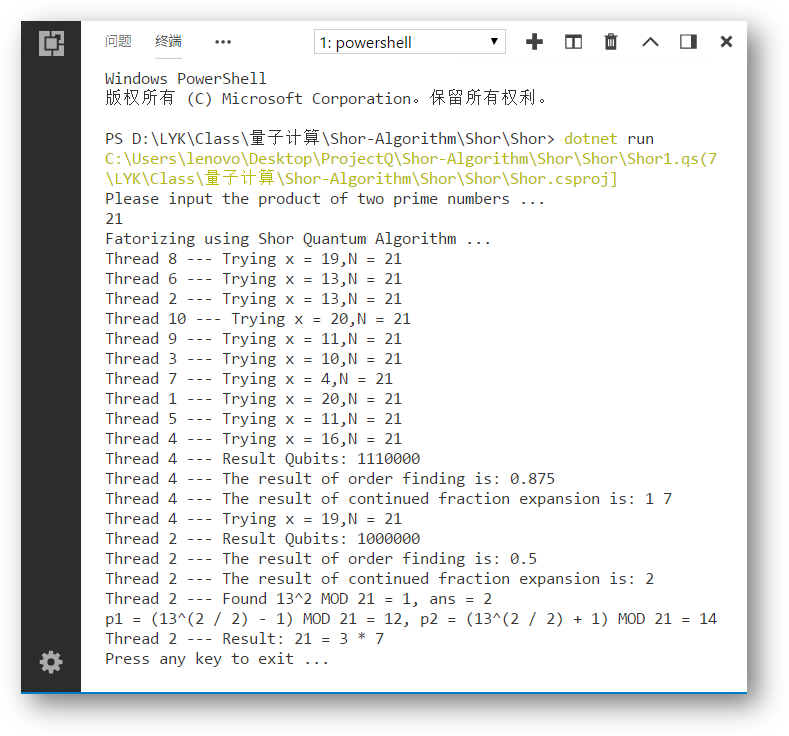 问题 终端 ••• 1: powershell
Windows PowerShell
版权所有 (C) Microsoft Corporation。保留所有权利。
PS D:\LYK\Class\量子计算\Shor-Algorithm\Shor\Shor> dotnet run
C:\Users\lenovo\Desktop\ProjectQ\Shor-Algorithm\Shor\Shor\Shor1.qs(7
\LYK\Class\量子计算\Shor-Algorithm\Shor\Shor\Shor.csproj]
Please input the product of two prime numbers ...
21
Fatorizing using Shor Quantum Algorithm ...
Thread 8 --- Trying x = 19,N = 21
Thread 6 --- Trying x = 13,N = 21
Thread 2 --- Trying x = 13,N = 21
Thread 10 --- Trying x = 20,N = 21
Thread 9 --- Trying x = 11,N = 21
Thread 3 --- Trying x = 10,N = 21
Thread 7 --- Trying x = 4,N = 21
Thread 1 --- Trying x = 20,N = 21
Thread 5 --- Trying x = 11,N = 21
Thread 4 --- Trying x = 16,N = 21
Thread 4 --- Result Qubits: 1110000
Thread 4 --- The result of order finding is: 0.875
Thread 4 --- The result of continued fraction expansion is: 1 7
Thread 4 --- Trying x = 19,N = 21
Thread 2 --- Result Qubits: 1000000
Thread 2 --- The result of order finding is: 0.5
Thread 2 --- The result of continued fraction expansion is: 2
Thread 2 --- Found 13^2 MOD 21 = 1, ans = 2
p1 = (13^(2 / 2) - 1) MOD 21 = 12, p2 = (13^(2 / 2) + 1) MOD 21 = 14
Thread 2 --- Result: 21 = 3 * 7
Press any key to exit ...